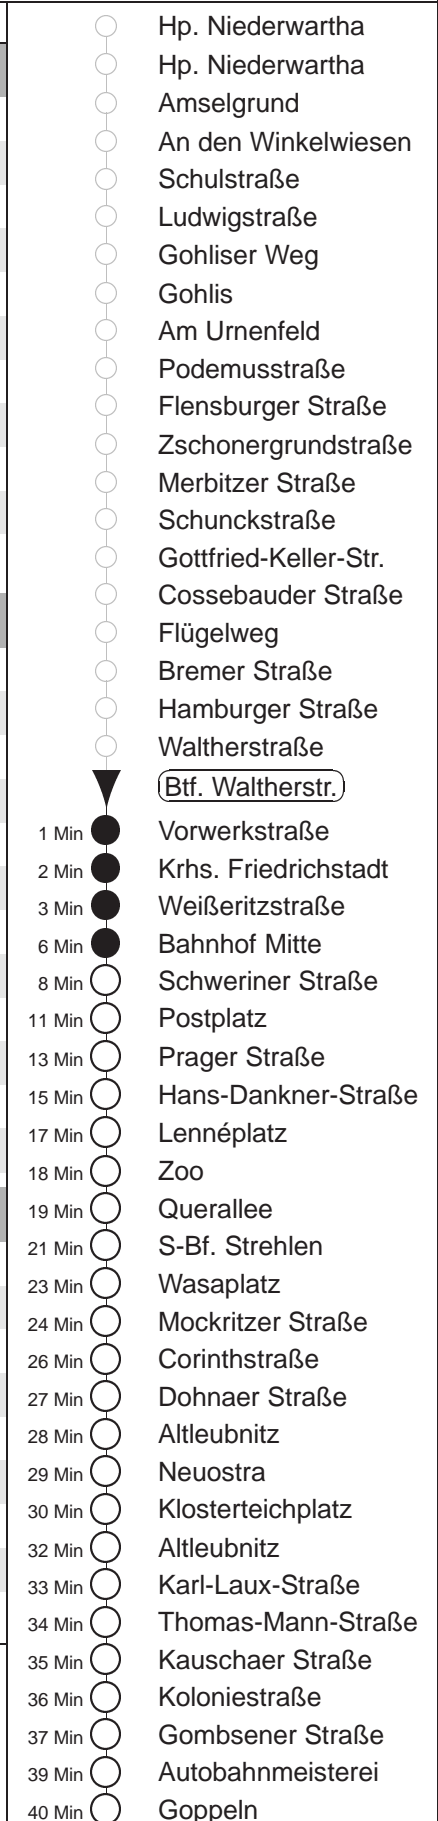 Hp. Niederwartha
Hp. Niederwartha
Amselgrund
An den Winkelwiesen
Schulstraße
Ludwigstraße
Gohliser Weg
Gohlis
Am Urnenfeld
Podemusstraße
Flensburger Straße
Zschonergrundstraße
Merbitzer Straße
Schunckstraße
Gottfried-Keller-Str.
Cossebauder Straße
Flügelweg
Bremer Straße
Hamburger Straße
Waltherstraße
Btf. Waltherstr.
1 Min Vorwerkstraße
2 Min Krhs. Friedrichstadt
3 Min Weißeritzstraße
6 Min Bahnhof Mitte
8 Min Schweriner Straße
11 Min Postplatz
13 Min Prager Straße
15 Min Hans-Dankner-Straße
17 Min Lennéplatz
18 Min Zoo
19 Min Querallee
21 Min S-Bf. Strehlen
23 Min Wasaplatz
24 Min Mockritzer Straße
26 Min Corinthstraße
27 Min Dohnaer Straße
28 Min Altleubnitz
29 Min Neuostra
30 Min Klosterteichplatz
32 Min Altleubnitz
33 Min Karl-Laux-Straße
34 Min Thomas-Mann-Straße
35 Min Kauschaer Straße
36 Min Koloniestraße
37 Min Gombsener Straße
39 Min Autobahnmeisterei
40 Min Goppeln